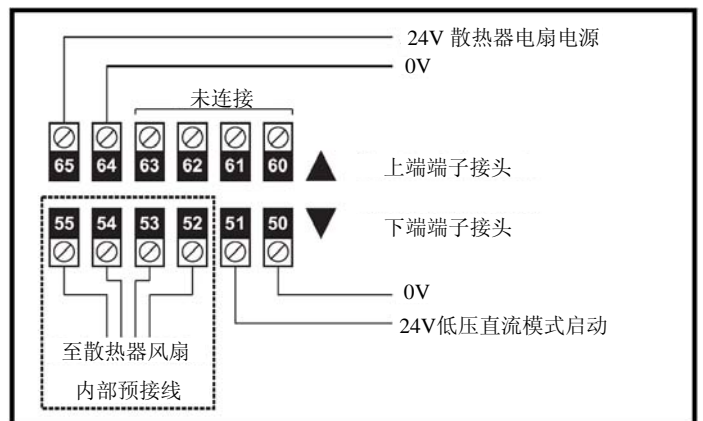 24V 散热器电扇电源
0V
未连接
65 64 63 62 61 60
上端端子接头
55 54 53 52 51 50
下端端子接头
0V
24V低压直流模式启动
至散热器风扇
内部预接线